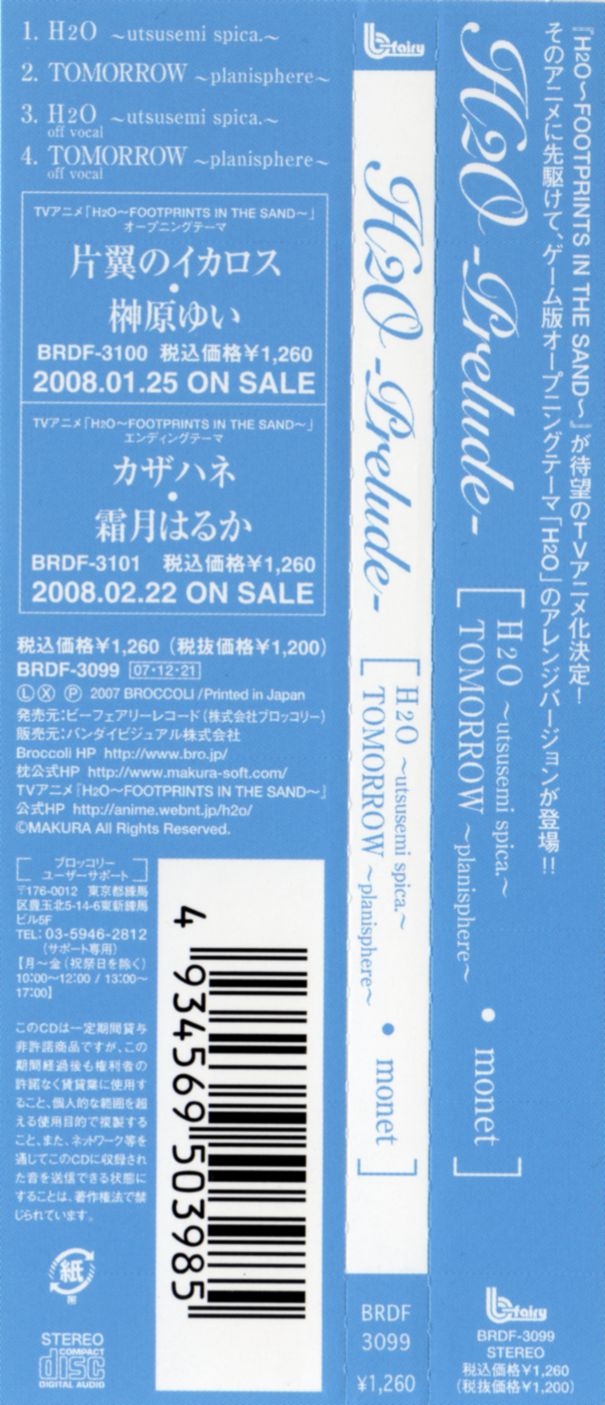 1. H2O ～utsusemi spica.～
2. TOMORROW ～planisphere～
3. H2O ～utsusemi spica.～
off vocal
4. TOMORROW ～planisphere～
off vocal
TVアニメ「H2O～FOOTPRINTS IN THE SAND～」
オープニングテーマ
片翼のイカロス
・
榊原ゆい
BRDF-3100 税込価格¥1,260
2008.01.25 ON SALE
TVアニメ「H2O～FOOTPRINTS IN THE SAND～」
エンディングテーマ
カザハネ
・
霜月はるか
BRDF-3101 税込価格¥1,260
2008.02.22 ON SALE
税込価格¥1,260（税抜価格¥1,200）
BRDF-3099 07・12・21
Ⓛ Ⓧ Ⓟ 2007 BROCCOLI /Printed in Japan
発売元:ビーフェアリーレコード（株式会社ブロッコリー）
販売元:バンダイビジュアル株式会社
Broccoli HP http://www.bro.jp/
枕公式HP http://www.makura-soft.com/
TVアニメ『H2O～FOOTPRINTS IN THE SAND～』
公式HP http://anime.webnt.jp/h2o/
©MAKURA All Rights Reserved.
ブロッコリー
ユーザーサポート
〒176-0012 東京都練馬
区豊玉北5-14-6東新練馬
ビル5F
TEL: 03-5946-2812
（サポート専用）
【月～金（祝祭日を除く）
10:00～12:00 / 13:00～
17:00】
このCDは一定期間貸与
非許諾商品ですが、この
期間経過後も権利者の
許諾なく賃貸業に使用す
ること、個人的な範囲を超
える使用目的で複製する
こと、また、ネットワーク等を
通じてこのCDに収録され
た音を送信できる状態に
することは、著作権法で禁
じられています。
紙
STEREO
COMPACT
disc
DIGITAL AUDIO
4 934569 503985
b-fairy
H2O -Prelude-
H2O ～utsusemi spica.～
TOMORROW ～planisphere～
・ monet
BRDF
3099
¥1,260
『H2O～FOOTPRINTS IN THE SAND～』が待望のTVアニメ化決定！
そのアニメに先駆けて、ゲーム版オープニングテーマ「H2O」のアレンジバージョンが登場!!
H2O -Prelude-
H2O ～utsusemi spica.～
TOMORROW ～planisphere～
・ monet
b-fairy
BRDF-3099
STEREO
税込価格¥1,260
（税抜価格¥1,200）